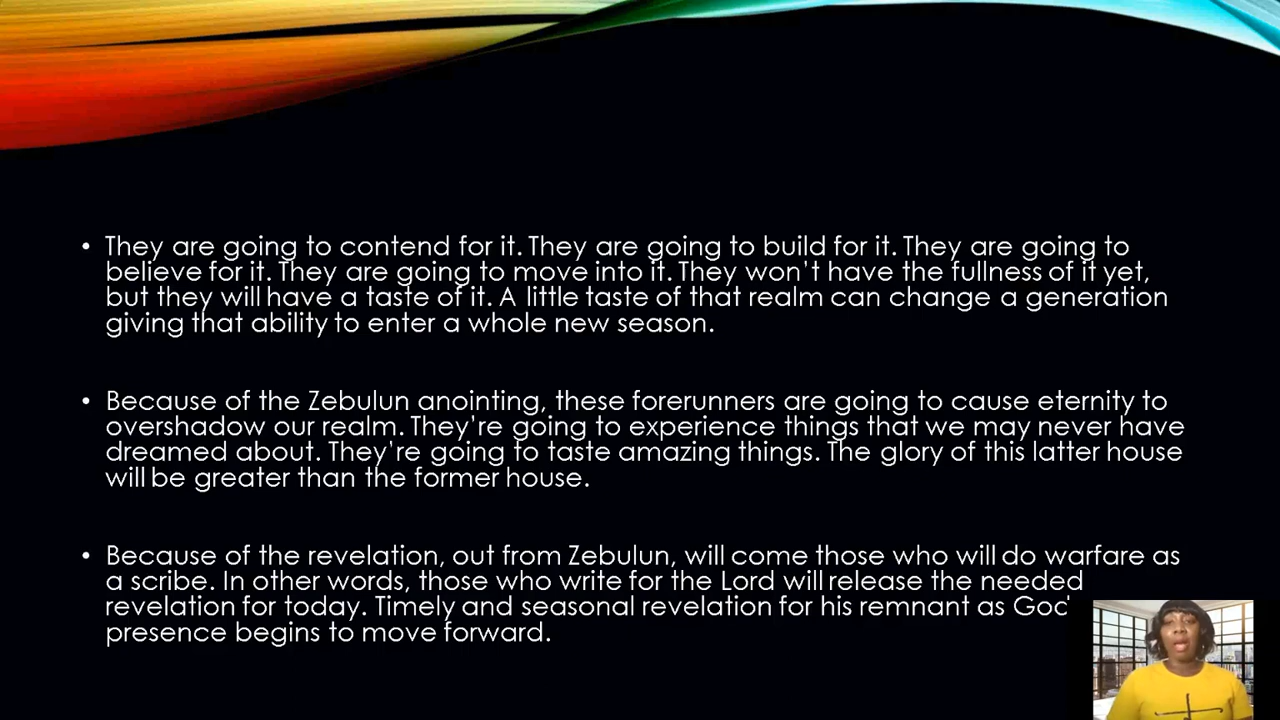 • They are going to contend for it. They are going to build for it. They are going to
believe for it. They are going to move into it. They won't have the fullness of it yet,
but they will have a taste of it. A little taste of that realm can change a generation
giving that ability to enter a whole new season.
• Because of the Zebulun anointing, these forerunners are going to cause eternity to
overshadow our realm. They're going to experience things that we may never have
dreamed about. They're going to taste amazing things. The glory of this latter house
will be greater than the former house.
• Because of the revelation, out from Zebulun, will come those who will do warfare as
a scribe. In other words, those who write for the Lord will release the needed
revelation for today. Timely and seasonal revelation for his remnant as
presence begins to move forward.